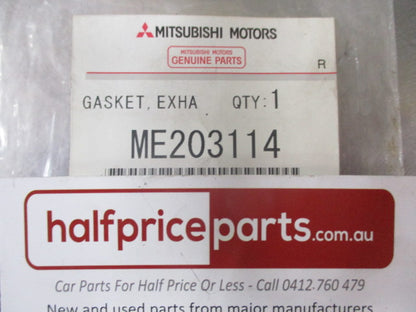 MITSUBISHI MOTORS
MITSUBISHI MOTORS
GENUINE PARTS
R
GASKET, EXHA QTY:1
ME203114
halfpriceparts.com.au
Car Parts For Half Price Or Less - Call 0412 760 479
New and used parts from major manufacturers